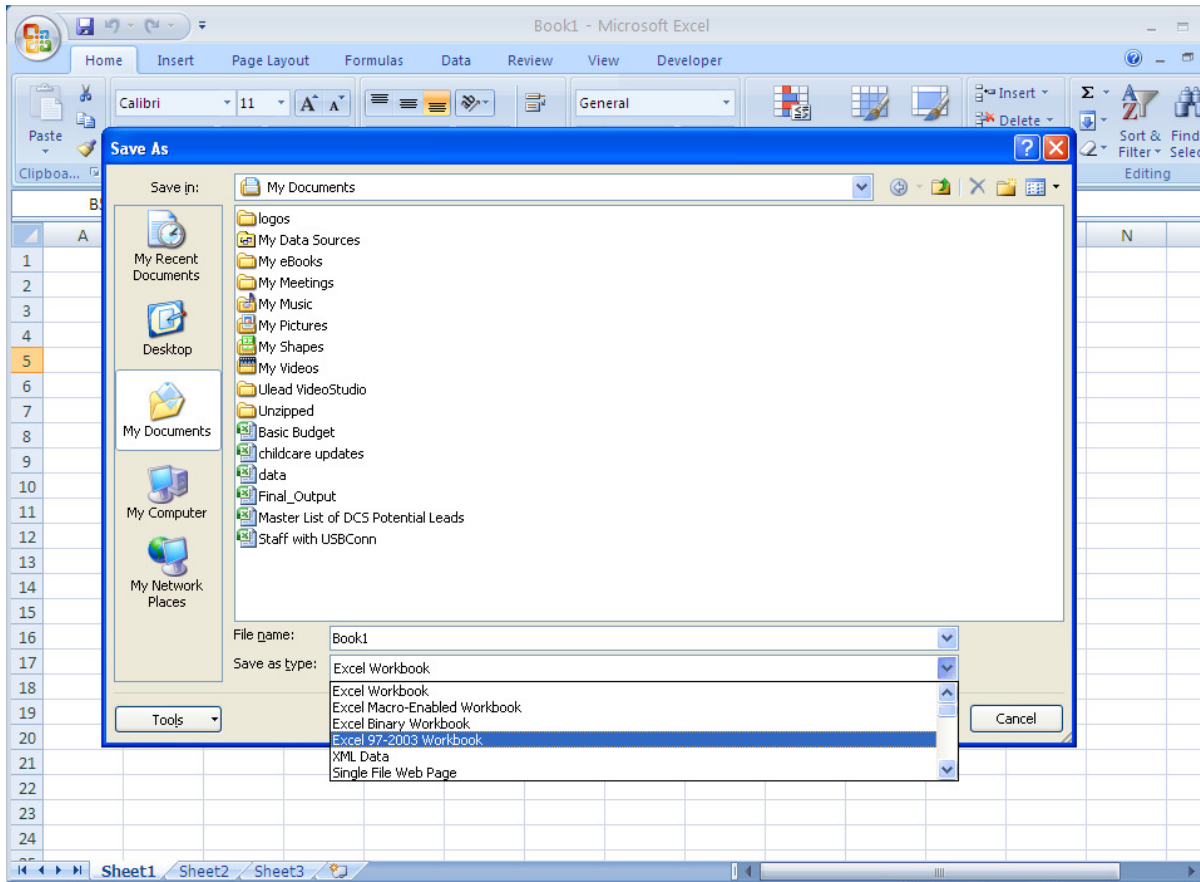 Book1 - Microsoft Excel
Home Insert Page Layout Formulas Data Review View Developer
Calibri 11 A A General Σ Insert
Delete
Paste Sort & Find
Filter
Clipboa... Editing
Save As
Save in: My Documents
A N
logos
My Data Sources
My eBooks
My Meetings
My Music
My Pictures
My Shapes
My Videos
Ulead VideoStudio
Unzipped
Basic Budget
childcare updates
data
Final_Output
Master List of DCS Potential Leads
Staff with USBConn
My Recent
Documents
Desktop
My Documents
My Computer
My Network
Places
File name: Book1
Save as type: Excel Workbook
Excel Workbook
Excel Macro-Enabled Workbook
Excel Binary Workbook
Excel 97-2003 Workbook
XML Data
Single File Web Page
Tools Cancel
1
2
3
4
5
6
7
8
9
10
11
12
13
14
15
16
17
18
19
20
21
22
23
24
Sheet1 Sheet2 Sheet3